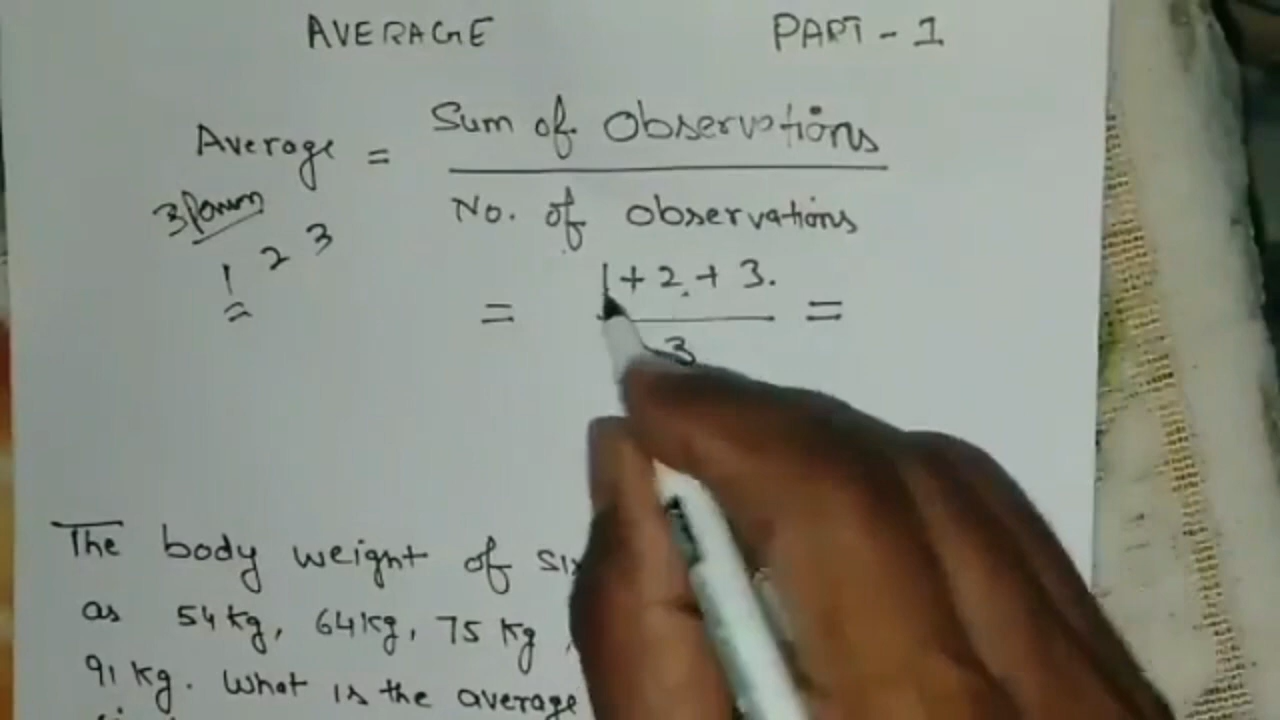 AVERAGE PART - 1
Average = Sum of Observations
No. of observations
1 2 3
= 1 + 2 + 3. =
3
The body weight of
as 54 kg, 64 kg, 75 kg
91 kg. What is the average